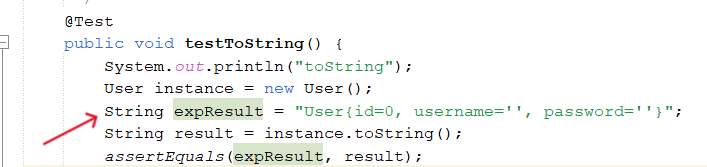 @Test
public void testToString() {
System.out.println("toString");
User instance = new User();
String expResult = "User{id=0, username='', password=''}";
String result = instance.toString();
assertEquals(expResult, result);